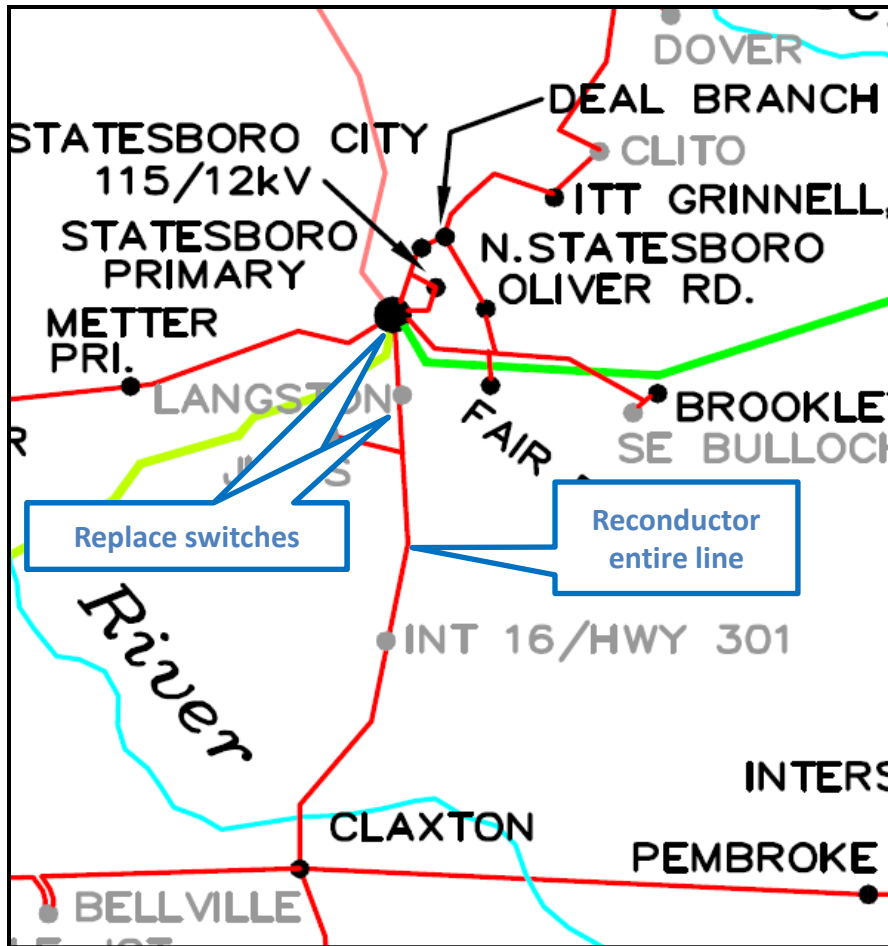 DOVER
DEAL BRANCH
STATESBORO CITY
115/12kV
CLITO
ITT GRINNELL,
STATESBORO
PRIMARY
N.STATESBORO
OLIVER RD.
METTER
PRI.
LANGSTON
FAIR
BROOKLET
SE BULLOCH
R
Replace switches
Reconductor
entire line
River
INT 16/HWY 301
INTERS
CLAXTON
PEMBROKE
BELLVILLE